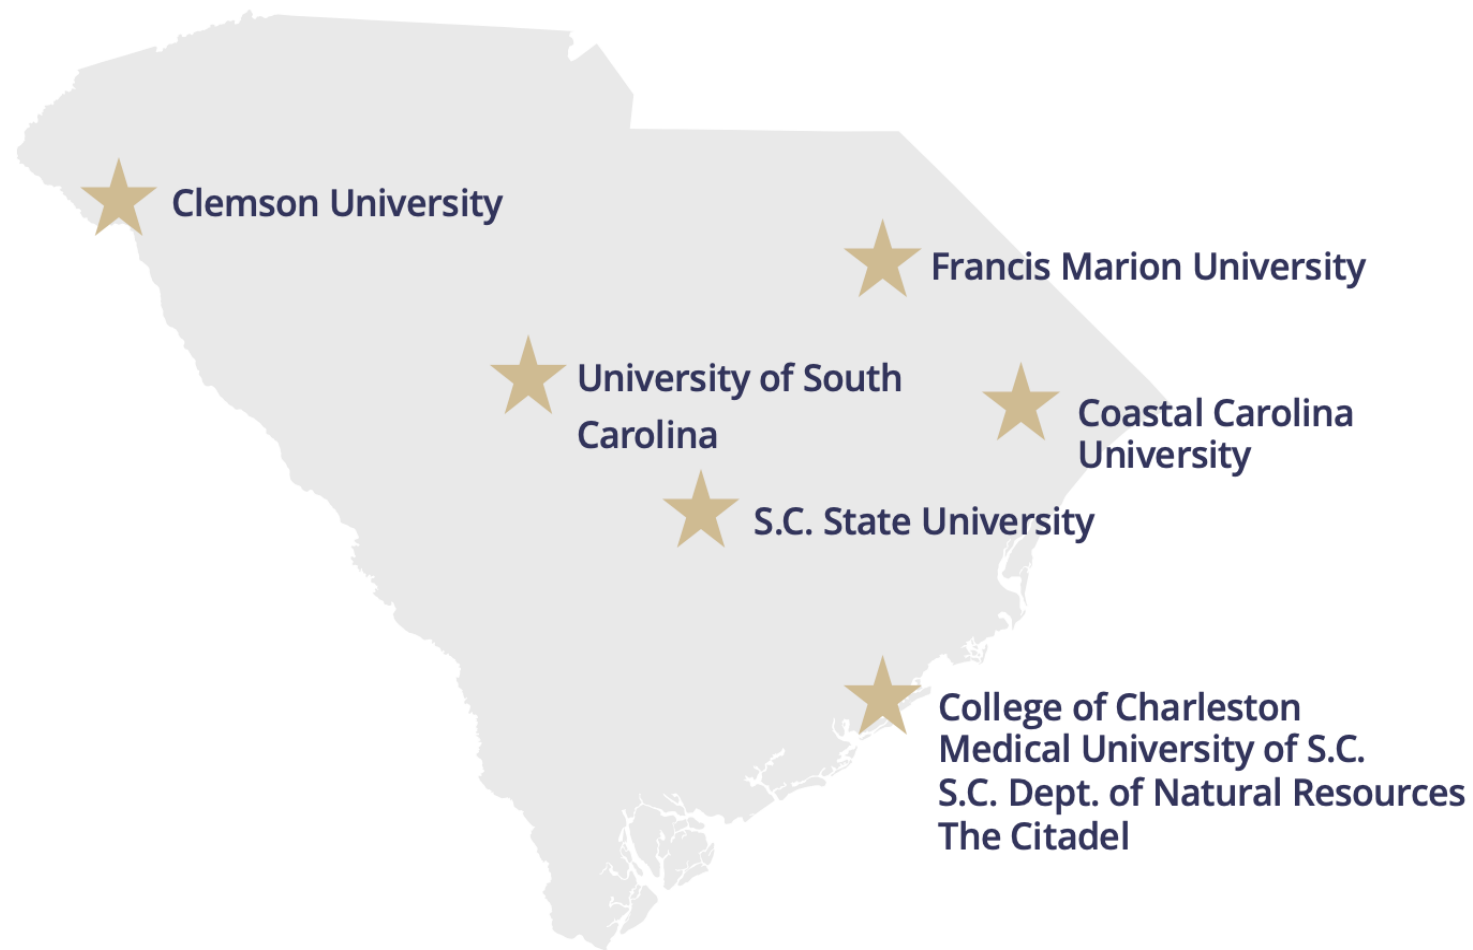 Clemson University
Francis Marion University
University of South
Carolina
Coastal Carolina
University
S.C. State University
College of Charleston
Medical University of S.C.
S.C. Dept. of Natural Resources
The Citadel